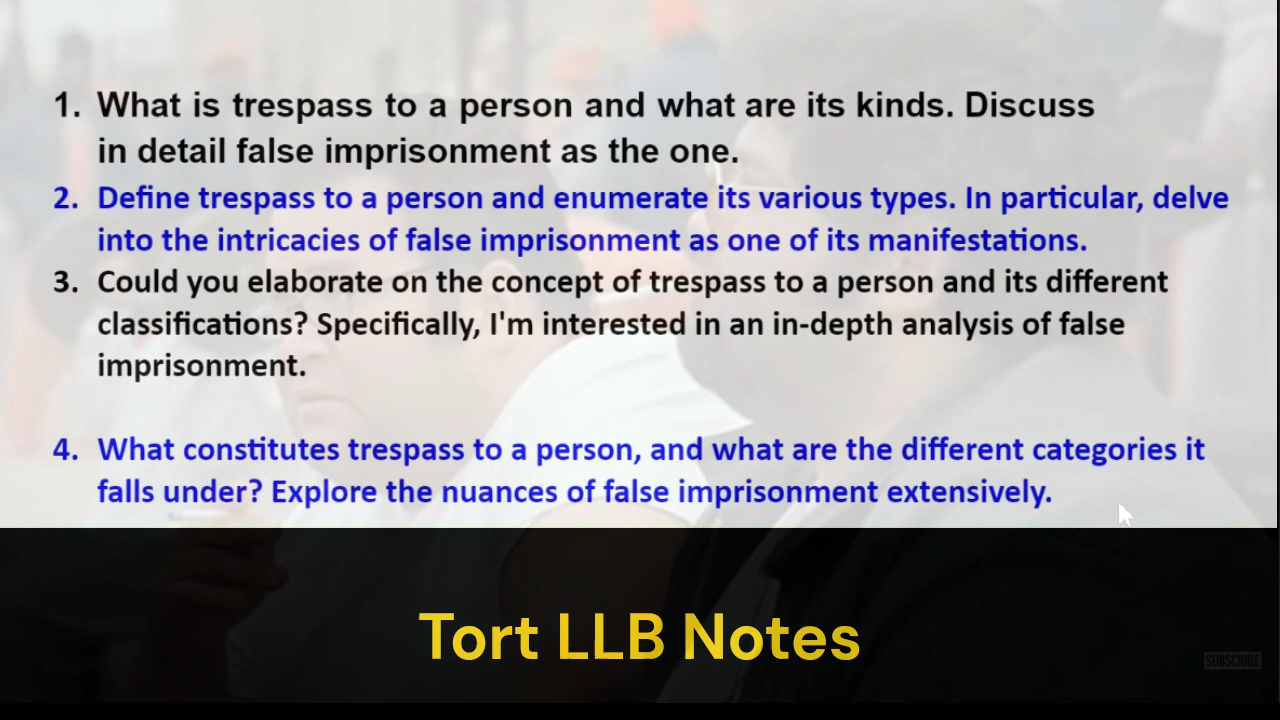 1. What is trespass to a person and what are its kinds. Discuss
in detail false imprisonment as the one.
2. Define trespass to a person and enumerate its various types. In particular, delve
into the intricacies of false imprisonment as one of its manifestations.
3. Could you elaborate on the concept of trespass to a person and its different
classifications? Specifically, I'm interested in an in-depth analysis of false
imprisonment.
4. What constitutes trespass to a person, and what are the different categories it
falls under? Explore the nuances of false imprisonment extensively.
Tort LLB Notes
SUBSCRIBE